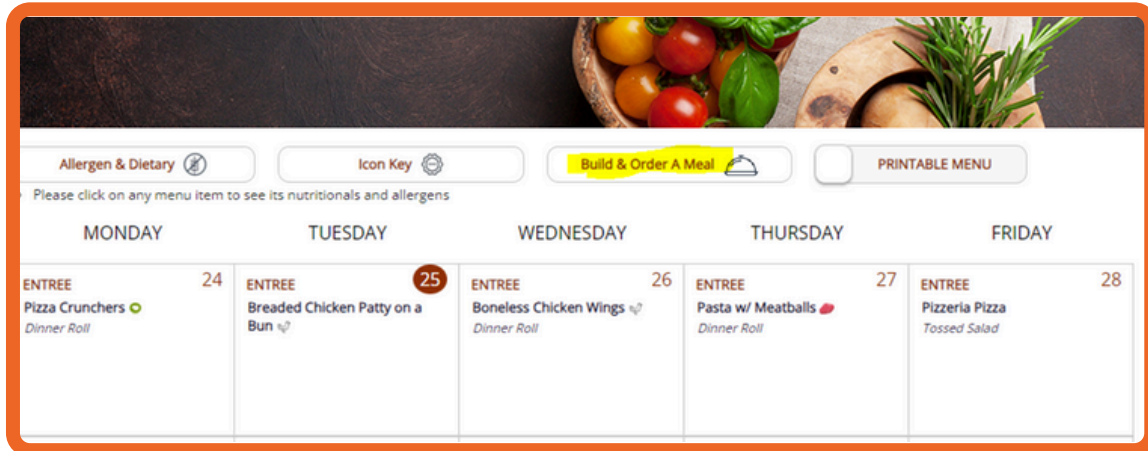 Allergen & Dietary
Icon Key
Build & Order A Meal
PRINTABLE MENU
Please click on any menu item to see its nutritionals and allergens
MONDAY
TUESDAY
WEDNESDAY
THURSDAY
FRIDAY
ENTREE 24
Pizza Crunchers
Dinner Roll
ENTREE 25
Breaded Chicken Patty on a
Bun
ENTREE 26
Boneless Chicken Wings
Dinner Roll
ENTREE 27
Pasta w/ Meatballs
Dinner Roll
ENTREE 28
Pizzeria Pizza
Tossed Salad